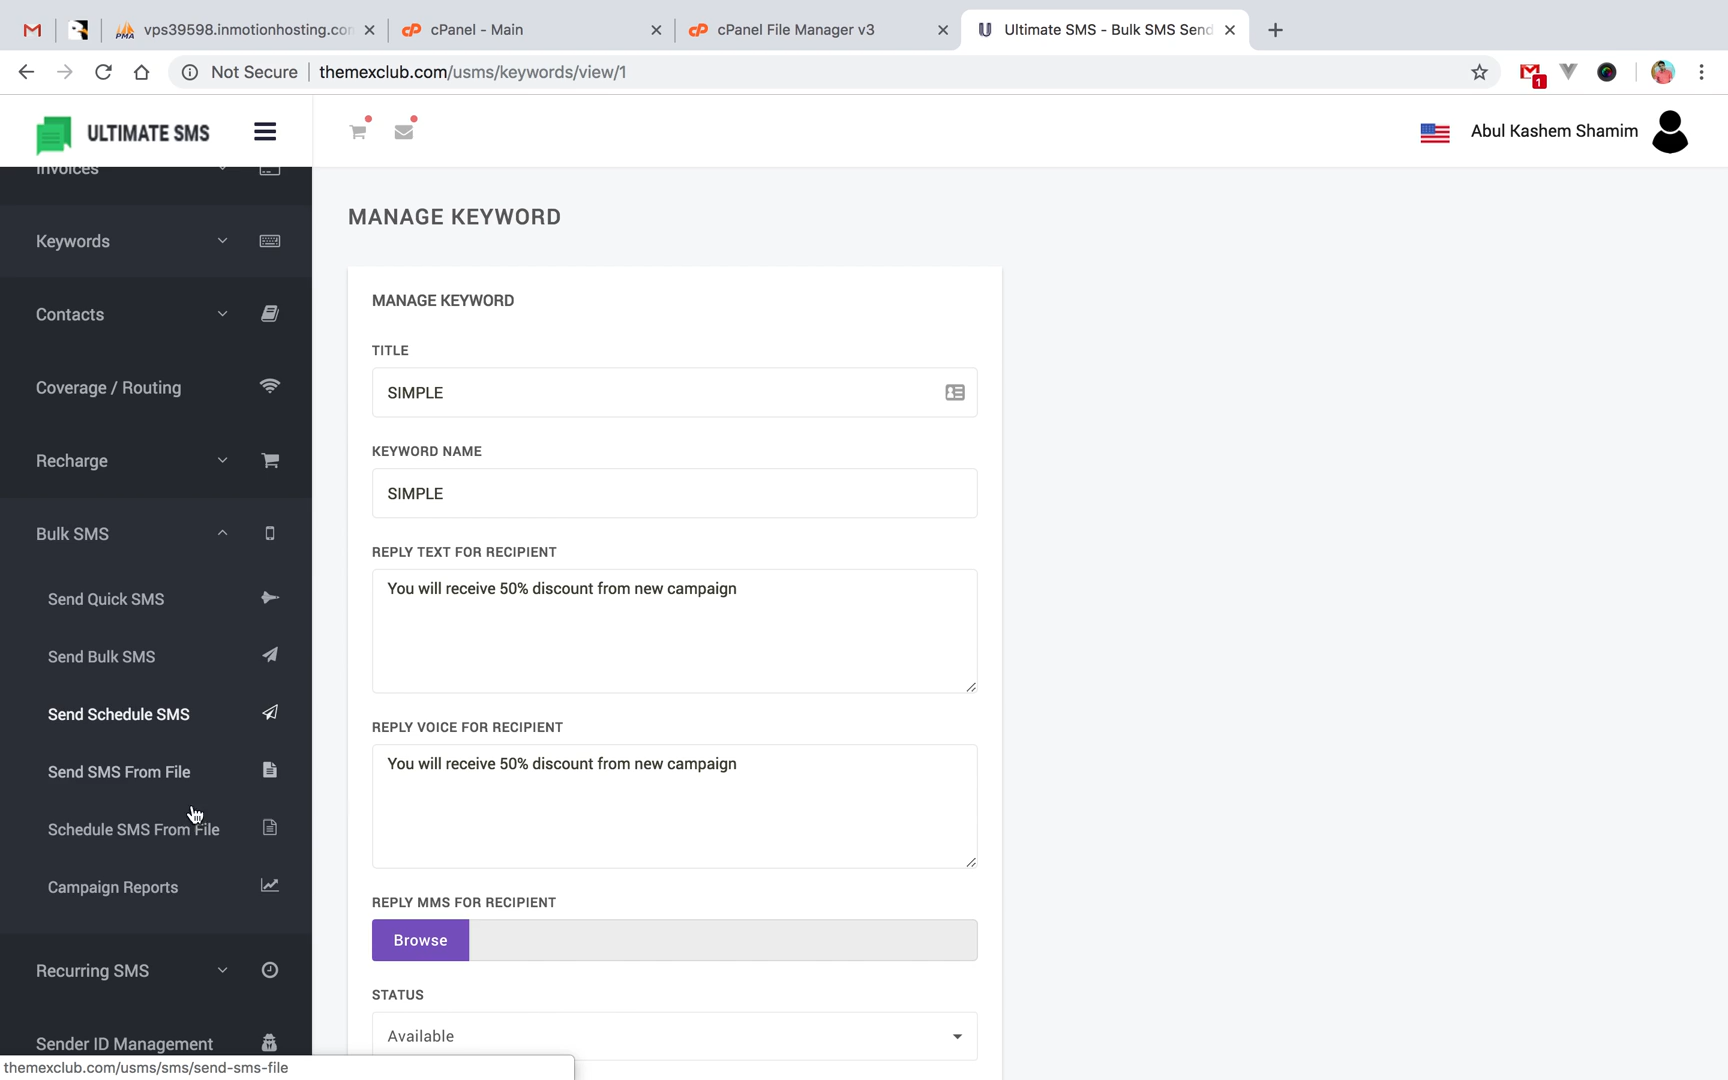 vps39598.inmotionhosting.con
cPanel - Main
cPanel File Manager v3
Ultimate SMS - Bulk SMS Send
Not Secure
themexclub.com/usms/keywords/view/1
1
ULTIMATE SMS
Abul Kashem Shamim
Invoices
Keywords
Contacts
Coverage / Routing
Recharge
Bulk SMS
Send Quick SMS
Send Bulk SMS
Send Schedule SMS
Send SMS From File
Schedule SMS From File
Campaign Reports
Recurring SMS
Sender ID Management
MANAGE KEYWORD
MANAGE KEYWORD
TITLE
SIMPLE
KEYWORD NAME
SIMPLE
REPLY TEXT FOR RECIPIENT
You will receive 50% discount from new campaign
REPLY VOICE FOR RECIPIENT
You will receive 50% discount from new campaign
REPLY MMS FOR RECIPIENT
Browse
STATUS
Available
themexclub.com/usms/sms/send-sms-file